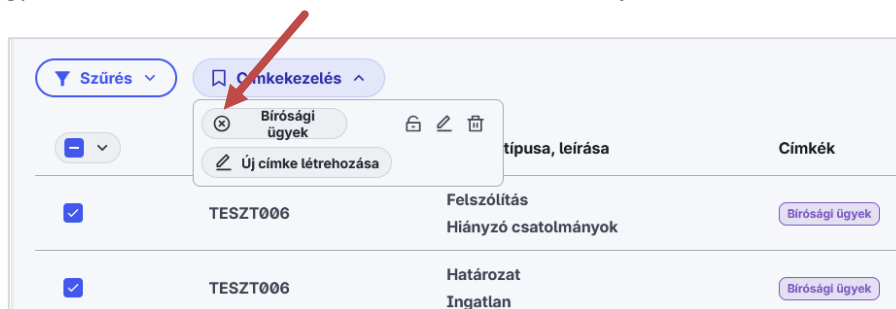 Szűrés
Címkekezelés
Bírósági
ügyek
Új címke létrehozása
típusa, leírása
Címkék
TESZT006
Felszólítás
Hiányzó csatolmányok
Bírósági ügyek
TESZT006
Határozat
Ingatlan
Bírósági ügyek